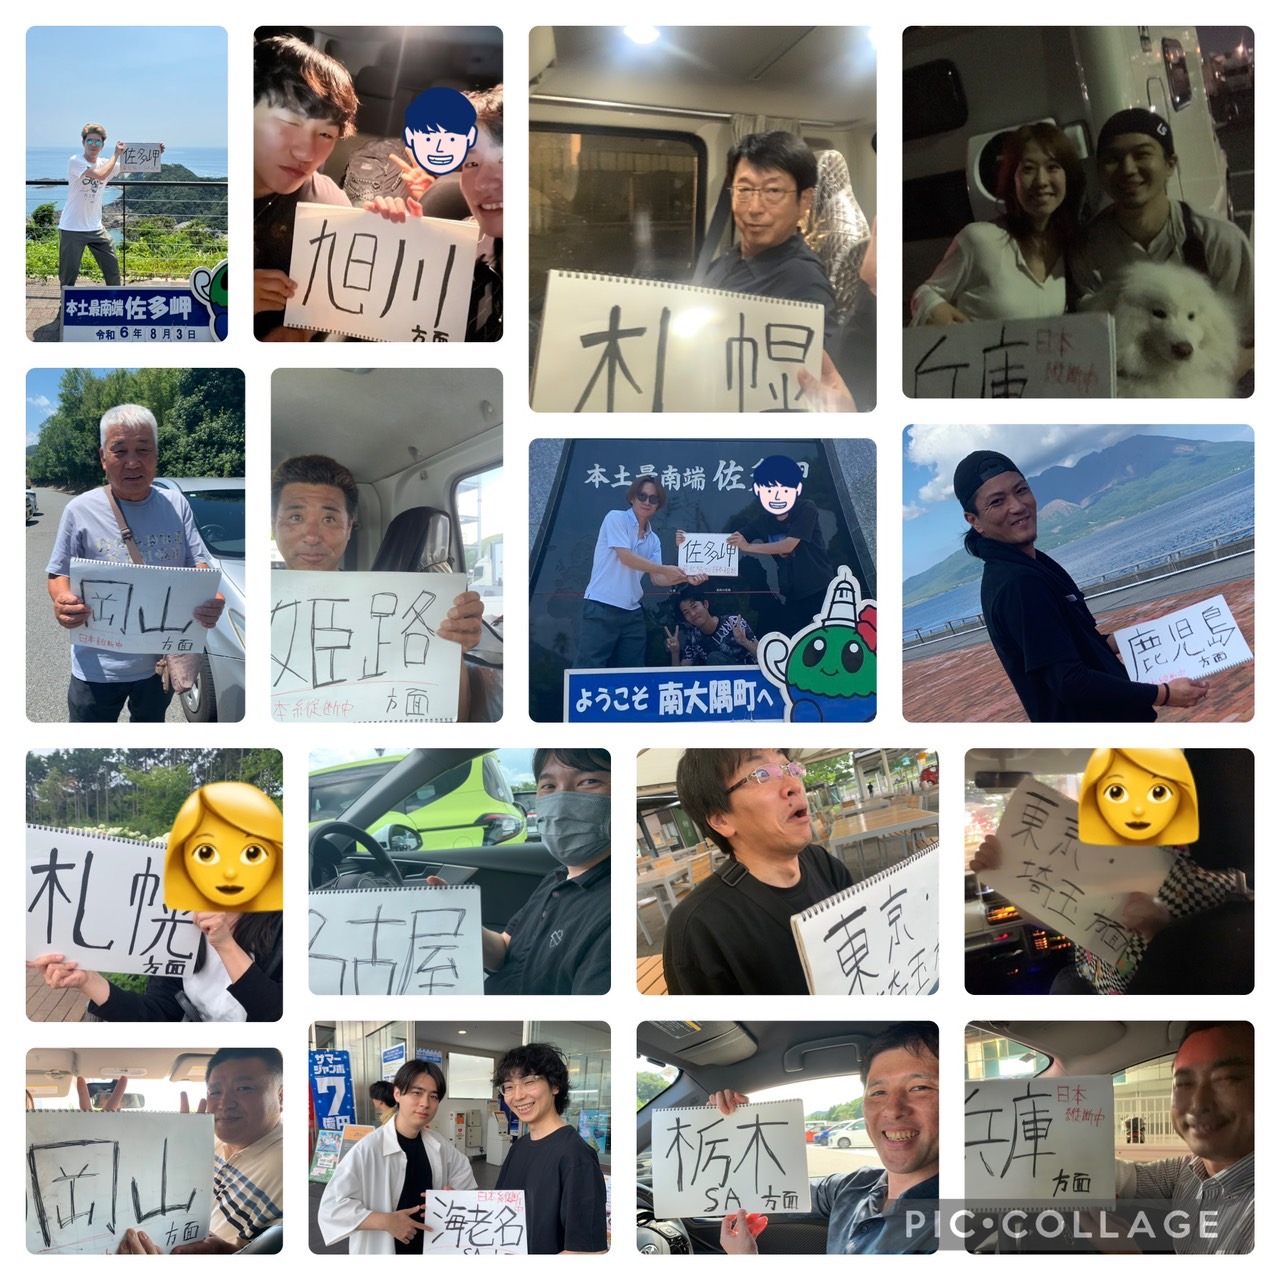 佐多岬
本土最南端 佐多岬
令和 6年 8月 3日
旭川
方面
札幌
兵庫
日本
縦断中
岡山
日本縦断中
方面
姫路
本縦断中
方面
本土最南端 佐多岬
佐多岬
ようこそ 南大隅町へ
鹿児島
方面
札幌
方面
名古屋
東京・
埼玉
東京・
埼玉方面
岡山
方面
サマー
ジャンボ
7
億円
日本縦断
海老名
SA
栃木
SA 方面
兵庫
日本
縦断中
方面
PIC•COLLAGE